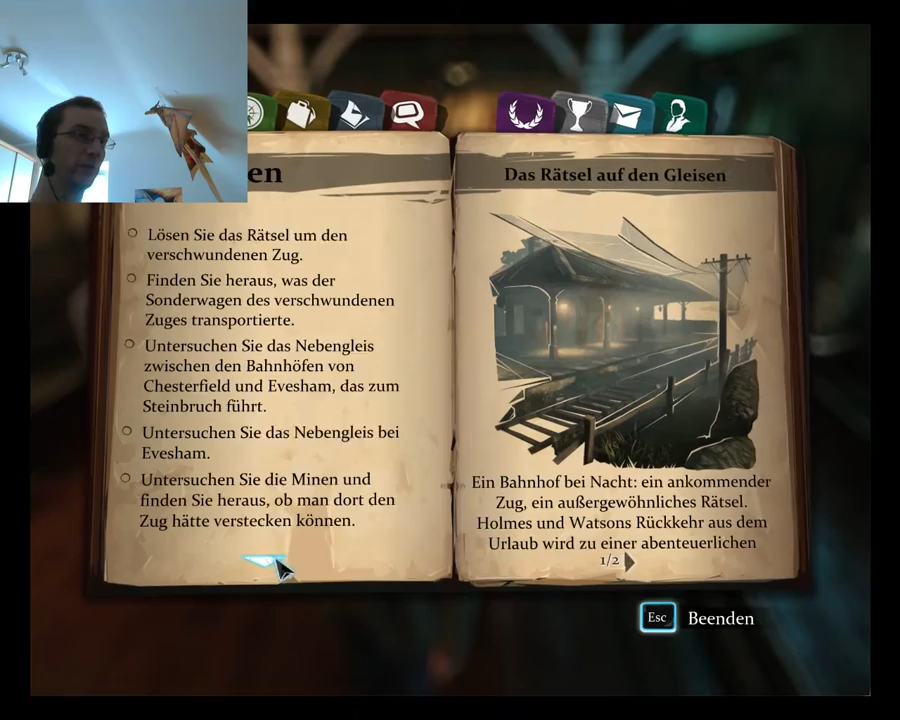 en
Lösen Sie das Rätsel um den
verschwundenen Zug.
Finden Sie heraus, was der
Sonderwagen des verschwundenen
Zuges transportierte.
Untersuchen Sie das Nebengleis
zwischen den Bahnhöfen von
Chesterfield und Evesham, das zum
Steinbruch führt.
Untersuchen Sie das Nebengleis bei
Evesham.
Untersuchen Sie die Minen und
finden Sie heraus, ob man dort den
Zug hätte verstecken können.
Das Rätsel auf den Gleisen
Ein Bahnhof bei Nacht: ein ankommender
Zug, ein außergewöhnliches Rätsel.
Holmes und Watsons Rückkehr aus dem
Urlaub wird zu einer abenteuerlichen
1/2
Esc Beenden